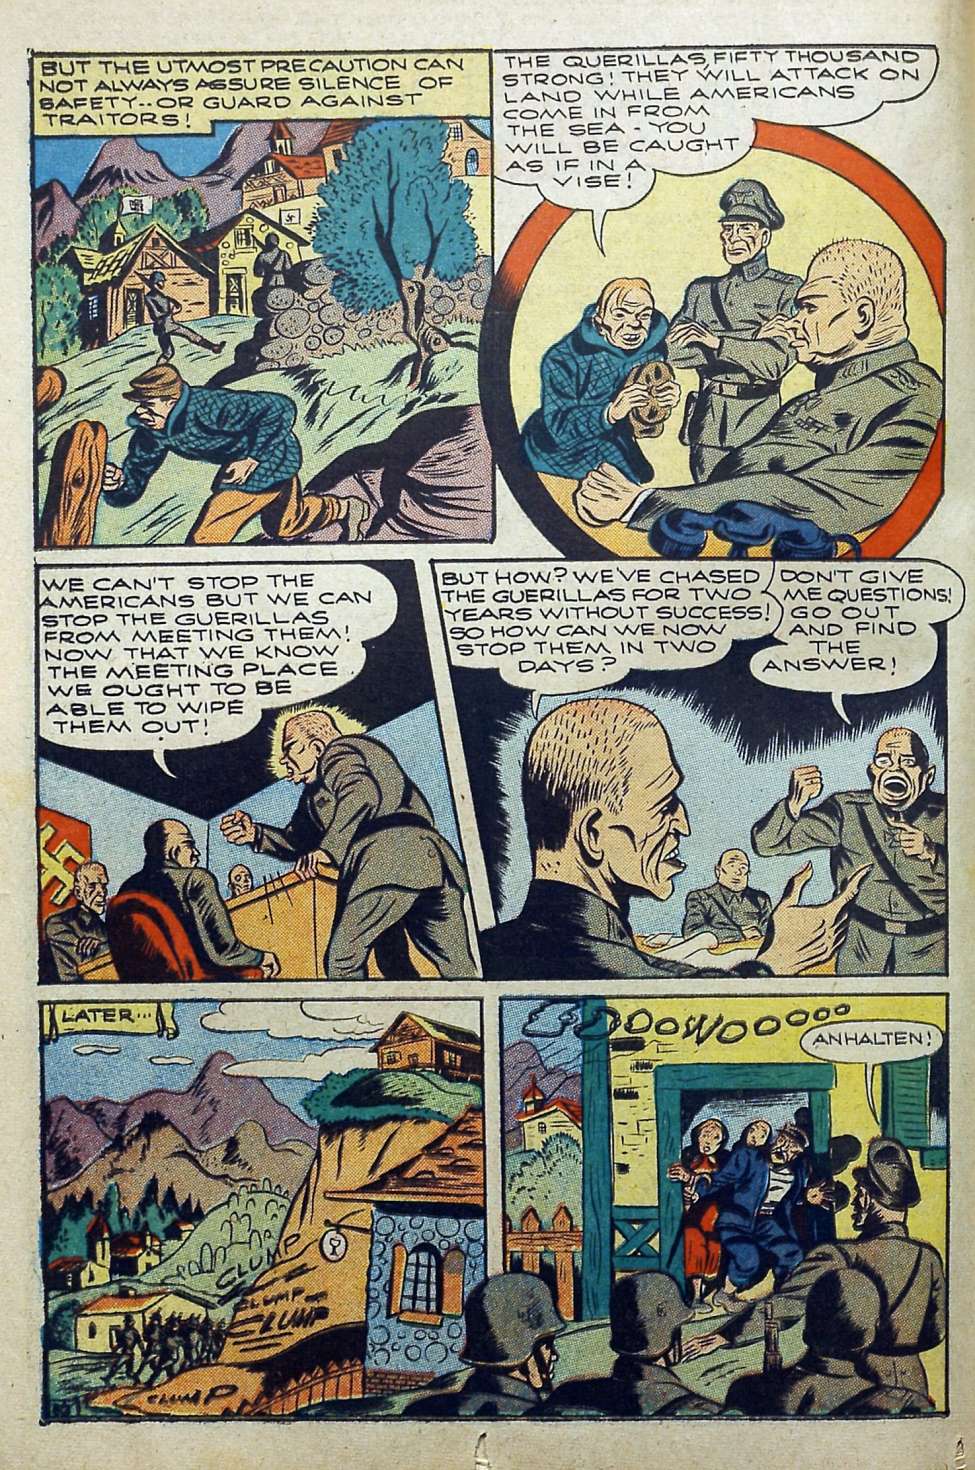 BUT THE UTMOST PRECAUTION CAN
NOT ALWAYS ASSURE SILENCE OF
SAFETY--OR GUARD AGAINST
TRAITORS!
THE QUERILLAS, FIFTY THOUSAND
STRONG! THEY WILL ATTACK ON
LAND WHILE AMERICANS
COME IN FROM
THE SEA - YOU
WILL BE CAUGHT
AS IF IN A
VISE!
WE CAN'T STOP THE
AMERICANS BUT WE CAN
STOP THE GUERILLAS
FROM MEETING THEM!
NOW THAT WE KNOW
THE MEETING PLACE
WE OUGHT TO BE
ABLE TO WIPE
THEM OUT!
BUT HOW? WE'VE CHASED
THE GUERILLAS FOR TWO
YEARS WITHOUT SUCCESS!
SO HOW CAN WE NOW
STOP THEM IN TWO
DAYS?
DON'T GIVE
ME QUESTIONS!
GO OUT
AND FIND
THE
ANSWER!
LATER...
CLUMP
CLUMP
CLUMP
CLUMP
ANHALTEN!